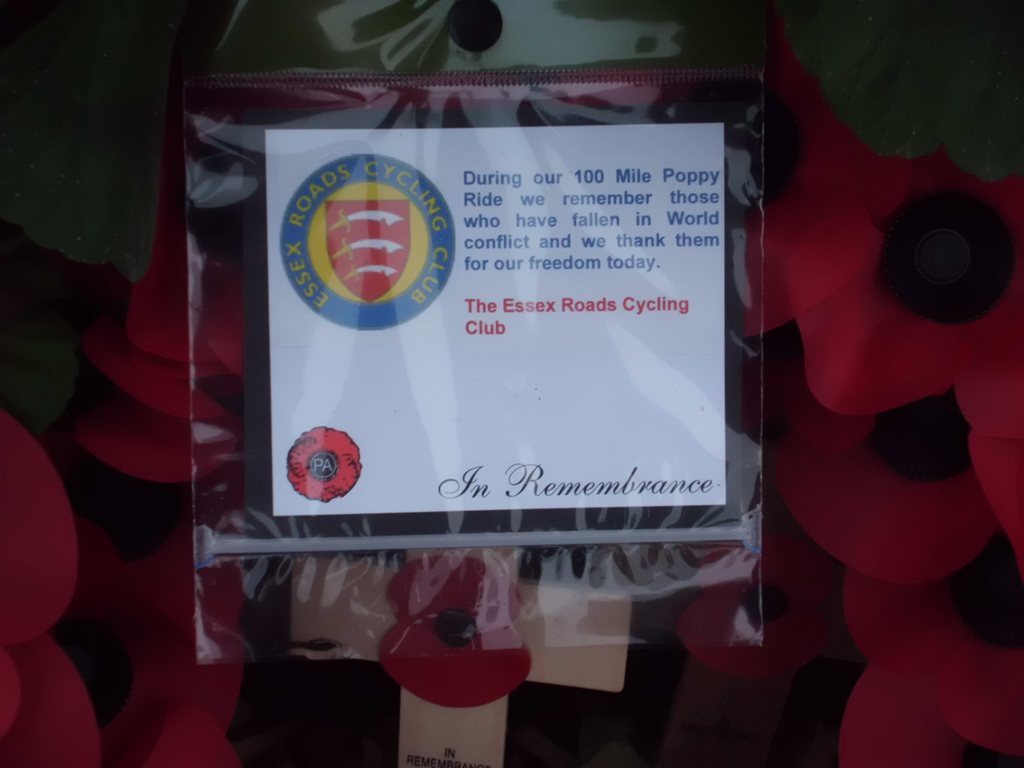 ESSEX ROADS CYCLING CLUB
During our 100 Mile Poppy
Ride we remember those
who have fallen in World
conflict and we thank them
for our freedom today.
The Essex Roads Cycling
Club
PA
In Remembrance
IN
REMEMBRANCE